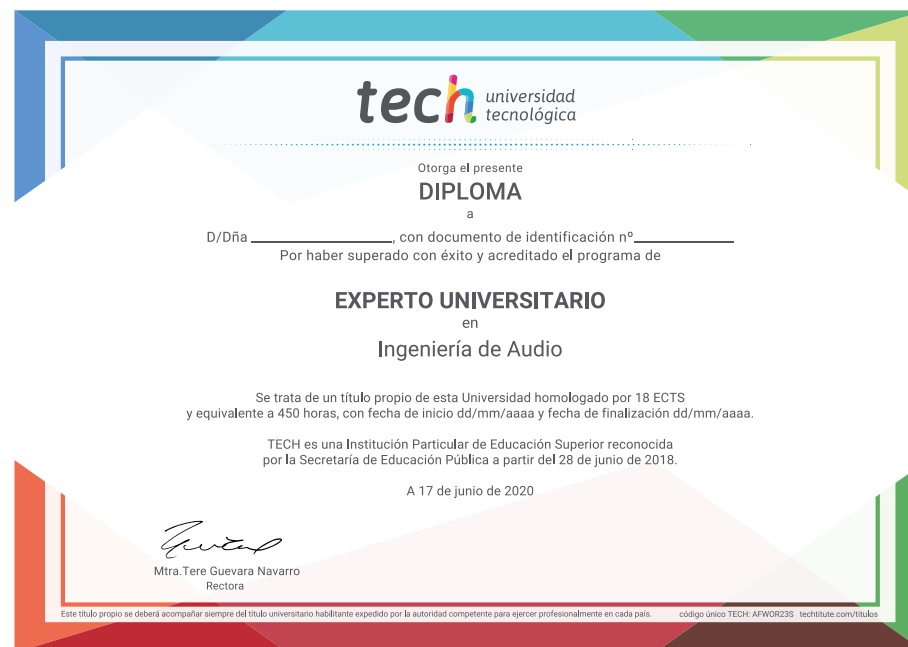 tech universidad
tecnológica
Otorga el presente
DIPLOMA
a
D/Dña ____________________, con documento de identificación nº______________
Por haber superado con éxito y acreditado el programa de
EXPERTO UNIVERSITARIO
en
Ingeniería de Audio
Se trata de un título propio de esta Universidad homologado por 18 ECTS
y equivalente a 450 horas, con fecha de inicio dd/mm/aaaa y fecha de finalización dd/mm/aaaa.
TECH es una Institución Particular de Educación Superior reconocida
por la Secretaría de Educación Pública a partir del 28 de junio de 2018.
A 17 de junio de 2020
Mtra.Tere Guevara Navarro
Rectora
Este título propio se deberá acompañar siempre del título universitario habilitante expedido por la autoridad competente para ejercer profesionalmente en cada país. código único TECH: AFWOR23S techtitute.com/titulos